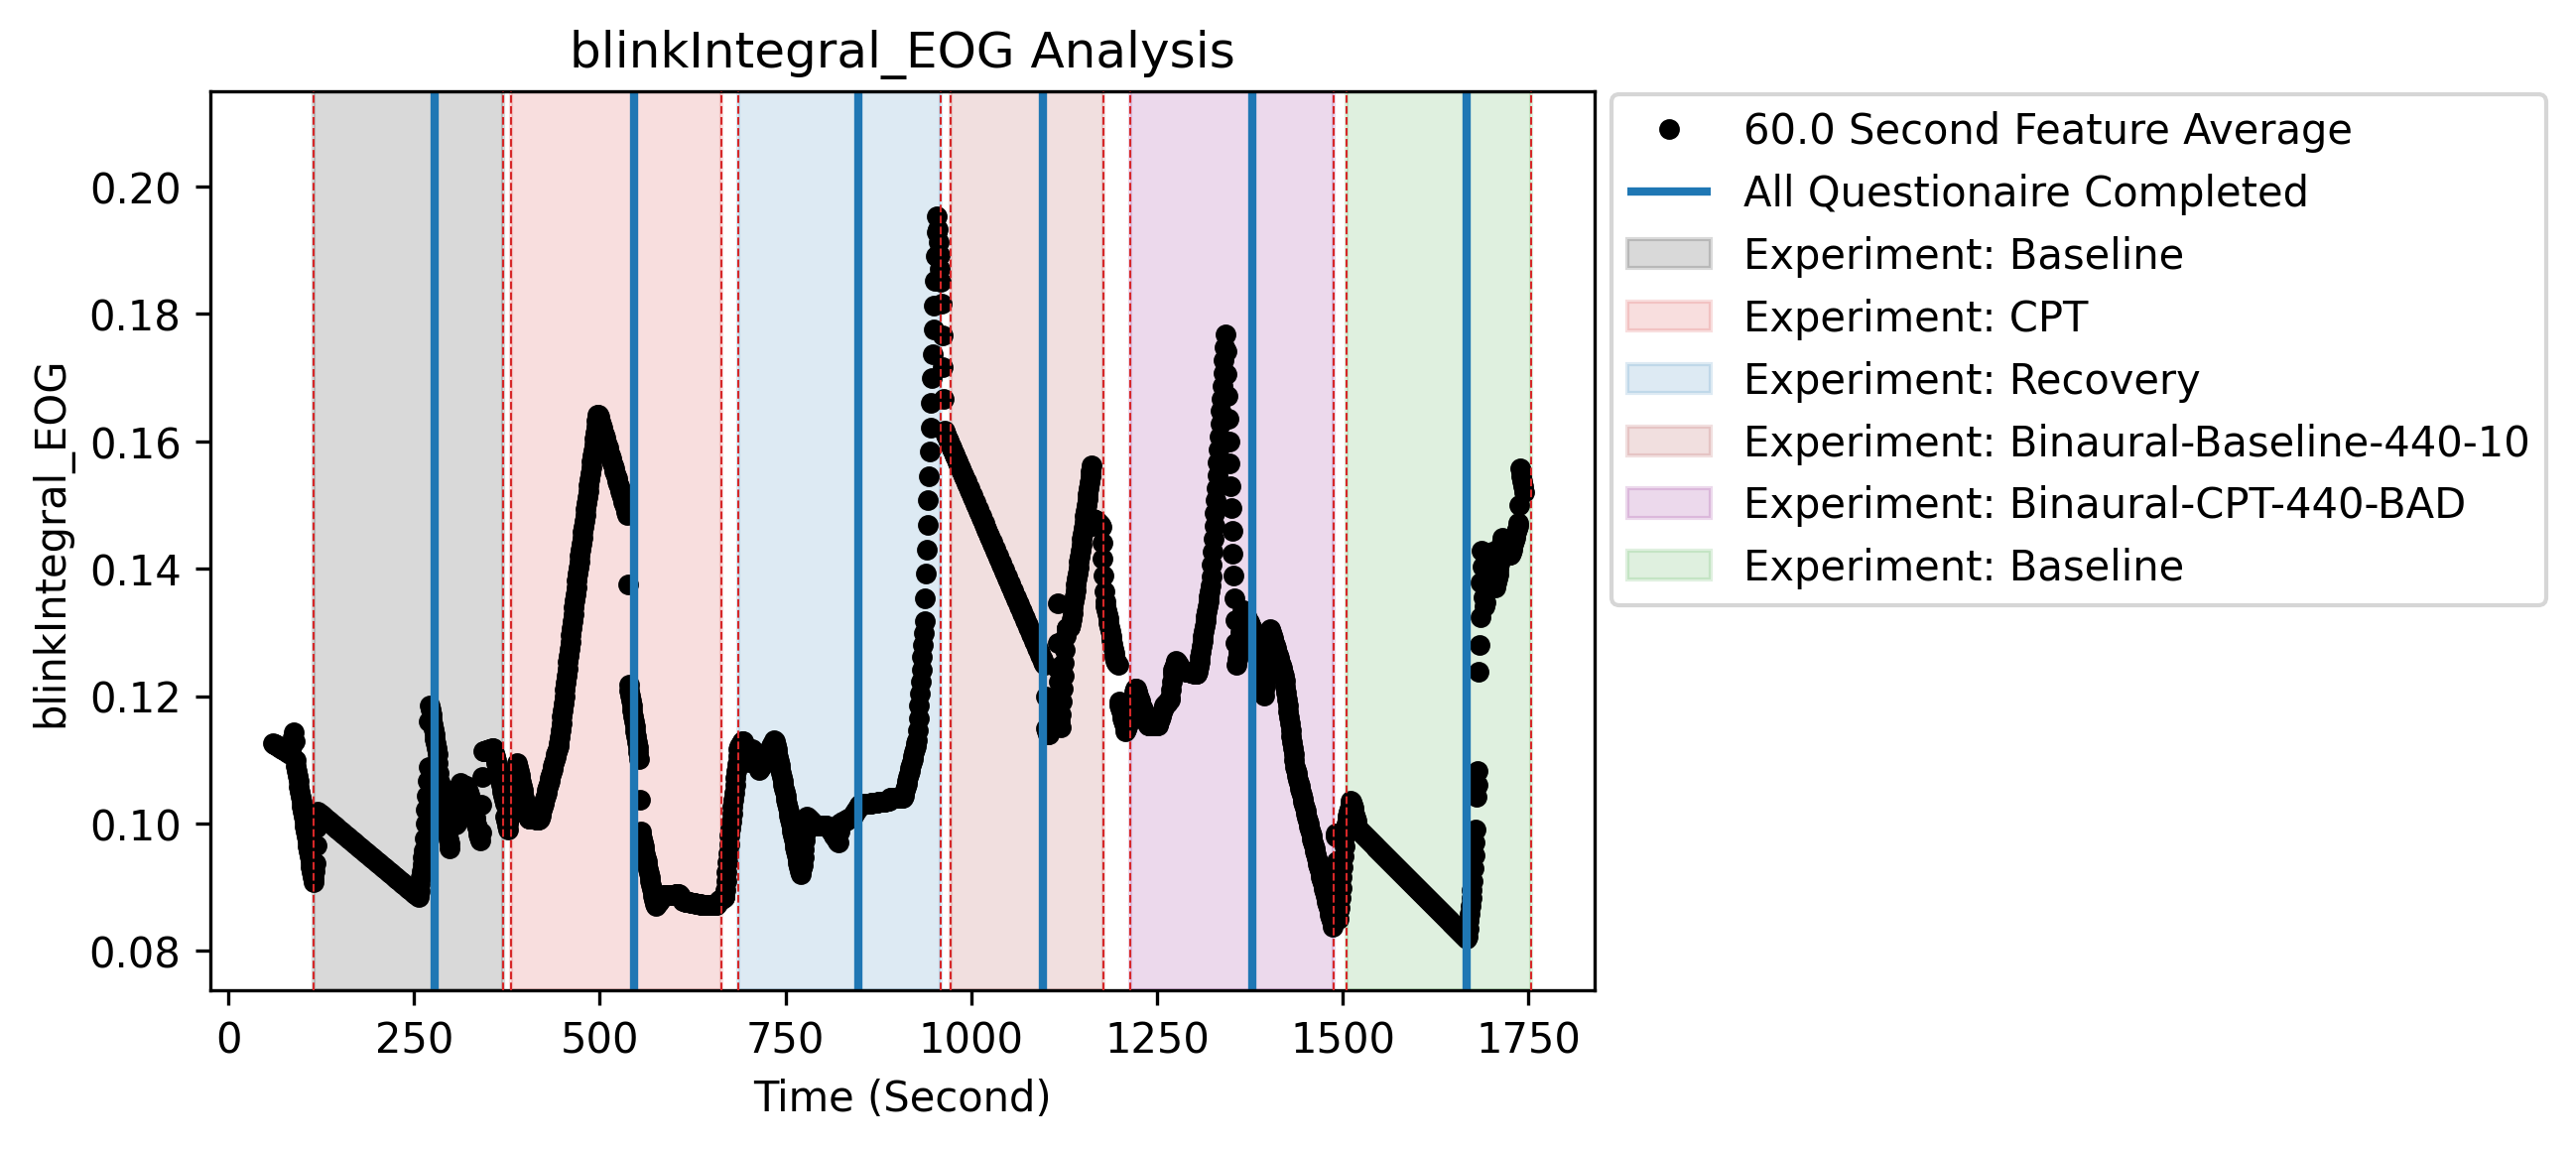 blinkIntegral_EOG Analysis
blinkIntegral_EOG
0.20
0.18
0.16
0.14
0.12
0.10
0.08
0 250 500 750 1000 1250 1500 1750
Time (Second)
60.0 Second Feature Average
All Questionaire Completed
Experiment: Baseline
Experiment: CPT
Experiment: Recovery
Experiment: Binaural-Baseline-440-10
Experiment: Binaural-CPT-440-BAD
Experiment: Baseline